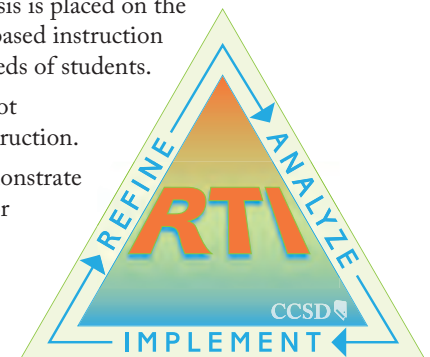 sis is placed on the
based instruction
eds of students.
ot
ruction.
onstrate
r
REFINE
ANALYZE
RTI
CCSD
IMPLEMENT